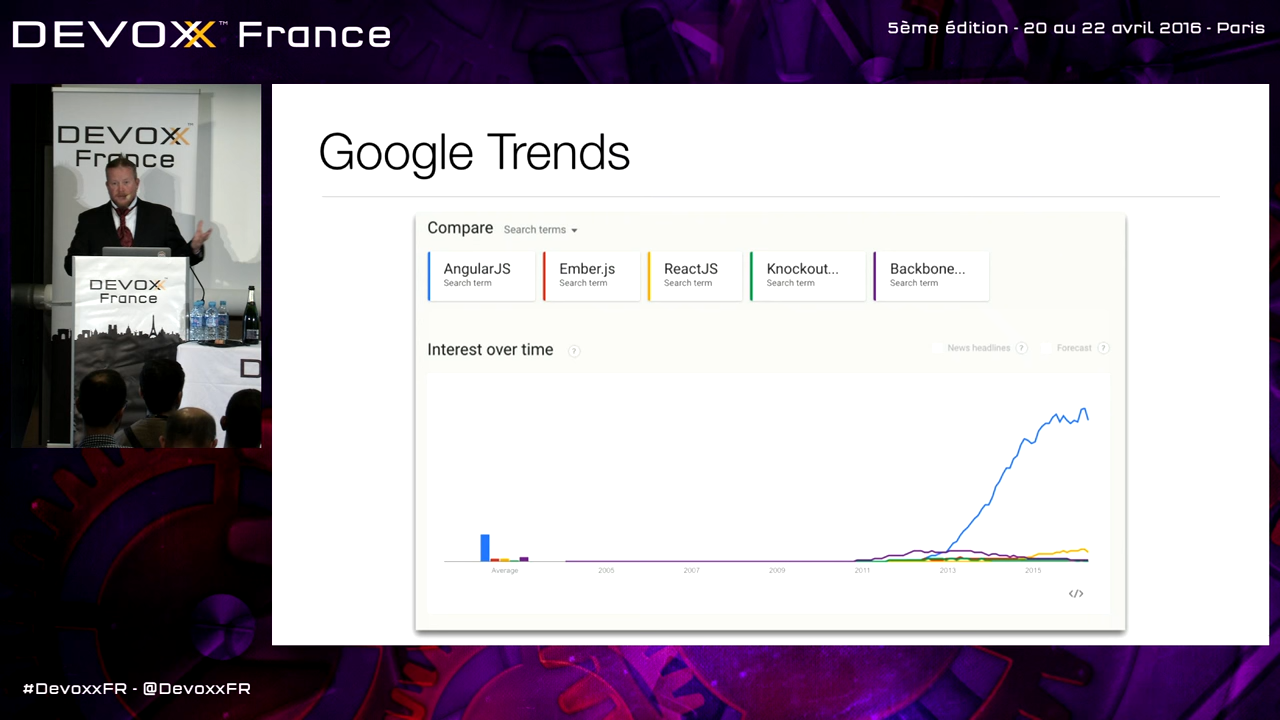 DEVOXX™ France
5ème édition - 20 au 22 avril 2016 - Paris
DEVOXX™
France
DEVOXX
France
D
Google Trends
Compare Search terms
AngularJS
Search term
Ember.js
Search term
ReactJS
Search term
Knockout...
Search term
Backbone...
Search term
Interest over time ?
News headlines ? Forecast ?
Average 2005 2007 2009 2011 2013 2015
</>
#DevoxxFR - @DevoxxFR